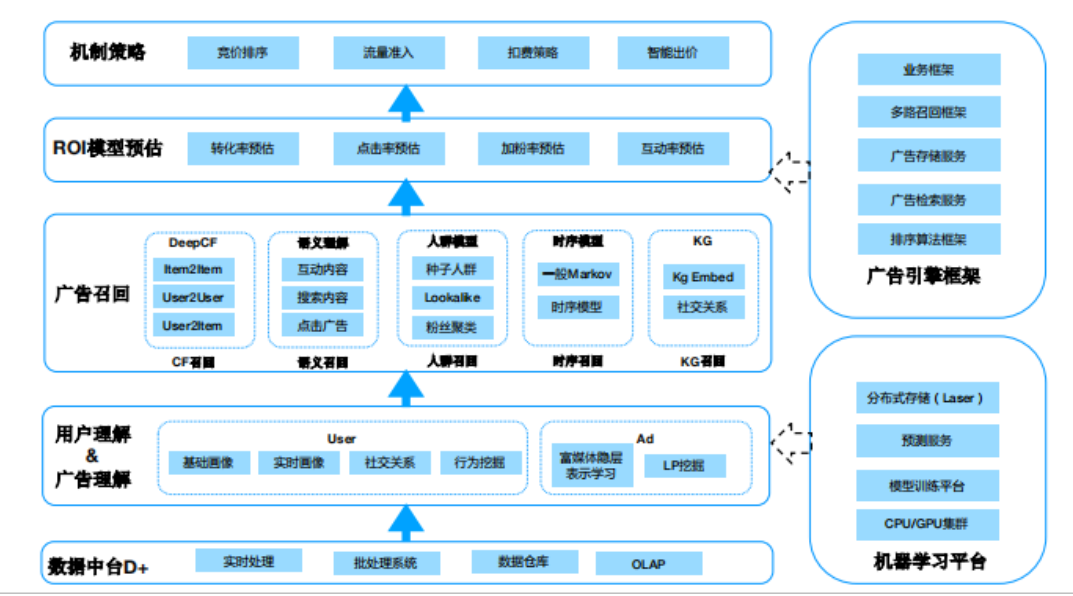 机制策略
竞价排序
流量准入
扣费策略
智能出价
ROI模型预估
转化率预估
点击率预估
加粉率预估
互动率预估
广告召回
DeepCF
Item2Item
User2User
User2Item
CF召回
语义理解
互动内容
搜索内容
点击广告
语义召回
人群模型
种子人群
Lookalike
粉丝聚类
人群召回
时序模型
一般Markov
时序模型
时序召回
KG
Kg Embed
社交关系
KG召回
用户理解
&
广告理解
User
基础画像
实时画像
社交关系
行为挖掘
Ad
富媒体隐层
表示学习
LP挖掘
数据中台D+
实时处理
批处理系统
数据仓库
OLAP
业务框架
多路召回框架
广告存储服务
广告检索服务
排序算法框架
广告引擎框架
分布式存储（Laser）
预测服务
模型训练平台
CPU/GPU集群
机器学习平台